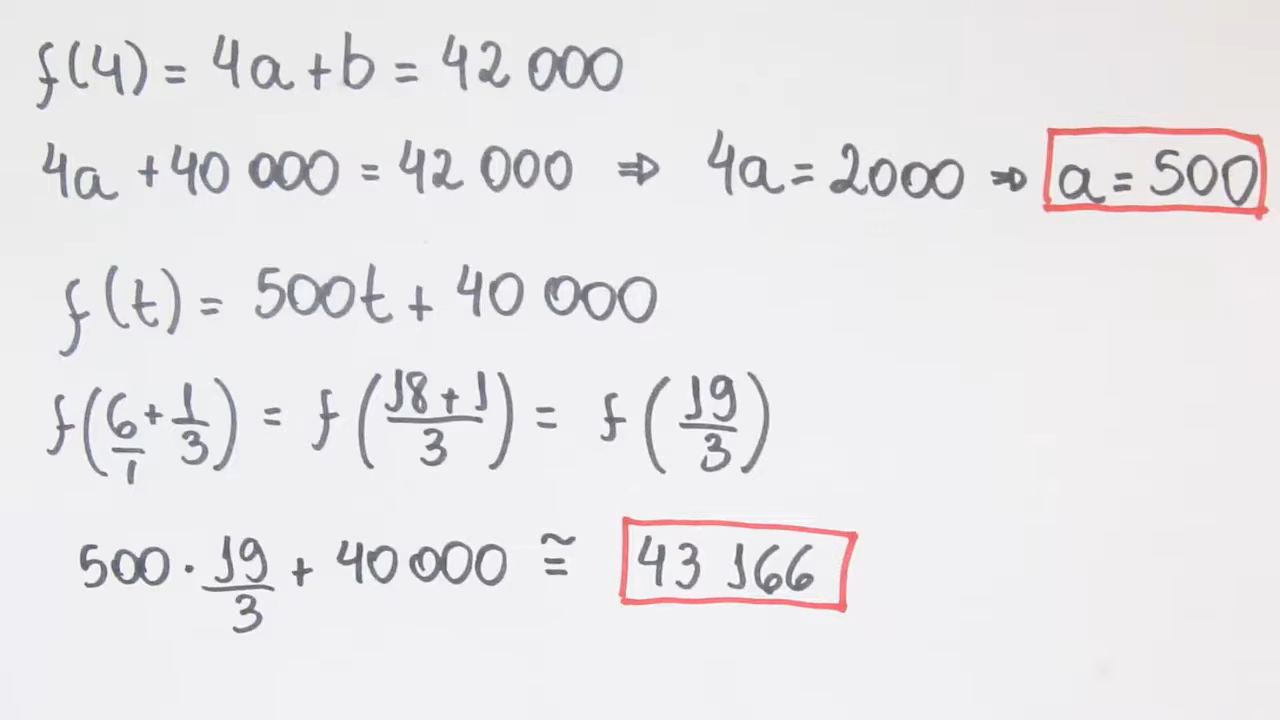 f(4) = 4a + b = 42 000
4a + 40 000 = 42 000 ⇒ 4a = 2000 ⇒ a = 500
f(t) = 500t + 40 000
f(6/1 + 1/3) = f(18 + 1/3) = f(19/3)
500 · 19/3 + 40 000 ≅ 43 166